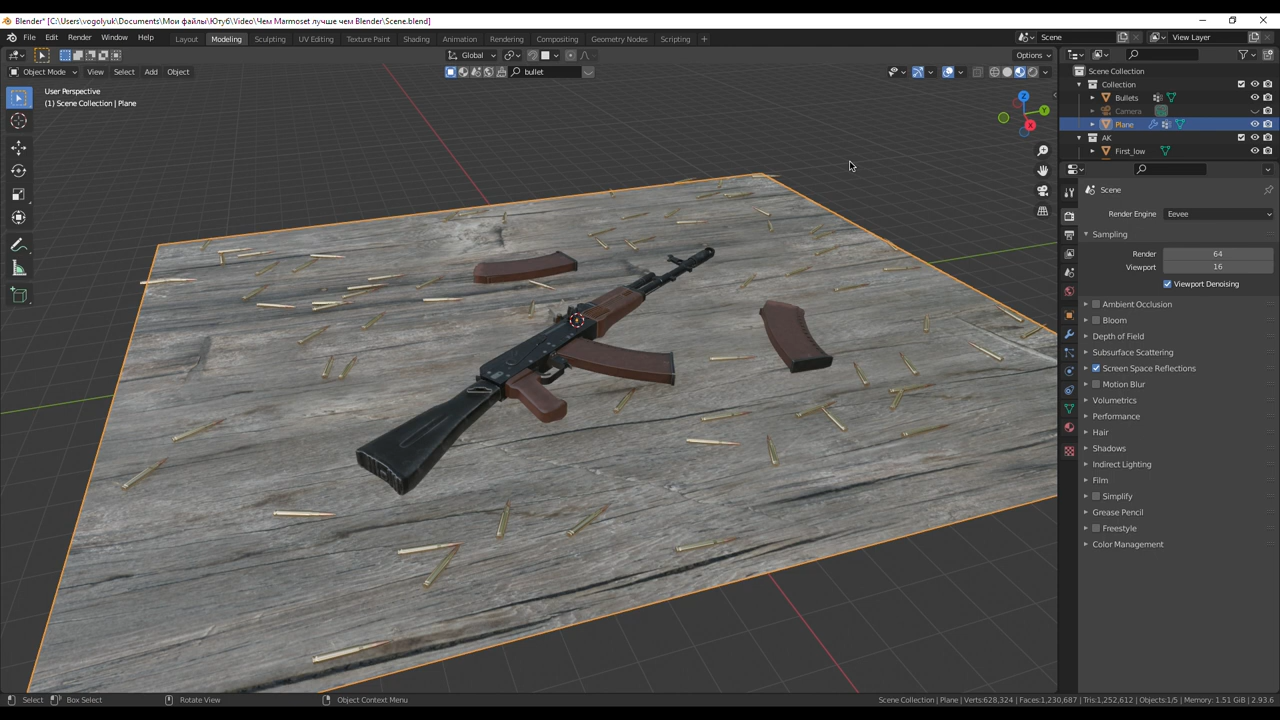 Blender* [C:\Users\vogolyuk\Documents\Мои файлы\Ютуб\Video\Чем Marmoset лучше чем Blender\Scene.blend]
File Edit Render Window Help Layout Modeling Sculpting UV Editing Texture Paint Shading Animation Rendering Compositing Geometry Nodes Scripting + Scene View Layer
Global Options
Object Mode View Select Add Object bullet
User Perspective
(1) Scene Collection | Plane
Z
Y
X
Scene Collection
Collection
Bullets
Camera
Plane
AK
First_low
Scene
Render Engine Eevee
Sampling
Render 64
Viewport 16
Viewport Denoising
Ambient Occlusion
Bloom
Depth of Field
Subsurface Scattering
Screen Space Reflections
Motion Blur
Volumetrics
Performance
Hair
Shadows
Indirect Lighting
Film
Simplify
Grease Pencil
Freestyle
Color Management
Select Box Select Rotate View Object Context Menu Scene Collection | Plane | Verts:628,324 | Faces:1,230,687 | Tris:1,252,612 | Objects:1/5 | Memory: 1.51 GiB | 2.93.6